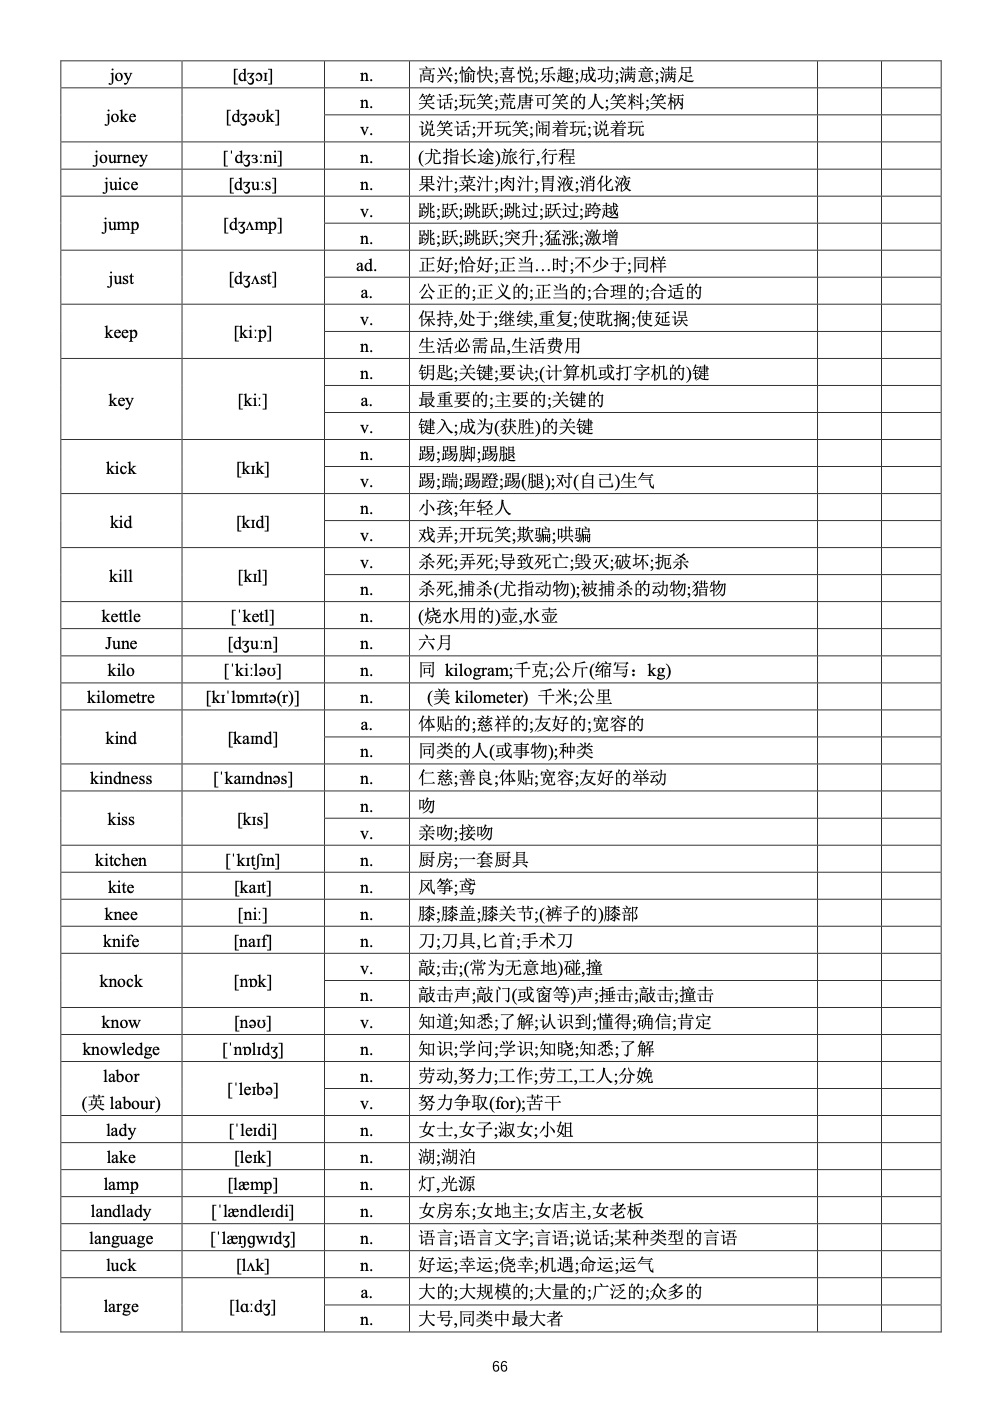 joy [dʒɔɪ] n. 高兴;愉快;喜悦;乐趣;成功;满意;满足
joke [dʒəʊk] n. 笑话;玩笑;荒唐可笑的人;笑料;笑柄
v. 说笑话;开玩笑;闹着玩;说着玩
journey [ˈdʒɜːni] n. (尤指长途)旅行,行程
juice [dʒuːs] n. 果汁;菜汁;肉汁;胃液;消化液
jump [dʒʌmp] v. 跳;跃;跳跃;跳过;跃过;跨越
n. 跳;跃;跳跃;突升;猛涨;激增
just [dʒʌst] ad. 正好;恰好;正当…时;不少于;同样
a. 公正的;正义的;正当的;合理的;合适的
keep [kiːp] v. 保持,处于;继续,重复;使耽搁;使延误
n. 生活必需品,生活费用
key [kiː] n. 钥匙;关键;要诀;(计算机或打字机的)键
a. 最重要的;主要的;关键的
v. 键入;成为(获胜)的关键
kick [kɪk] n. 踢;踢脚;踢腿
v. 踢;踹;踢蹬;踢(腿);对(自己)生气
kid [kɪd] n. 小孩;年轻人
v. 戏弄;开玩笑;欺骗;哄骗
kill [kɪl] v. 杀死;弄死;导致死亡;毁灭;破坏;扼杀
n. 杀死,捕杀(尤指动物);被捕杀的动物;猎物
kettle [ˈketl] n. (烧水用的)壶,水壶
June [dʒuːn] n. 六月
kilo [ˈkiːləʊ] n. 同 kilogram;千克;公斤(缩写：kg)
kilometre [kɪˈlɒmɪtə(r)] n. (美 kilometer) 千米;公里
kind [kaɪnd] a. 体贴的;慈祥的;友好的;宽容的
n. 同类的人(或事物);种类
kindness [ˈkaɪndnəs] n. 仁慈;善良;体贴;宽容;友好的举动
kiss [kɪs] n. 吻
v. 亲吻;接吻
kitchen [ˈkɪtʃɪn] n. 厨房;一套厨具
kite [kaɪt] n. 风筝;鸢
knee [niː] n. 膝;膝盖;膝关节;(裤子的)膝部
knife [naɪf] n. 刀;刀具,匕首;手术刀
knock [nɒk] v. 敲;击;(常为无意地)碰,撞
n. 敲击声;敲门(或窗等)声;捶击;敲击;撞击
know [nəʊ] v. 知道;知悉;了解;认识到;懂得;确信;肯定
knowledge [ˈnɒlɪdʒ] n. 知识;学问;学识;知晓;知悉;了解
labor [ˈleɪbə] n. 劳动,努力;工作;劳工,工人;分娩
(英 labour) v. 努力争取(for);苦干
lady [ˈleɪdi] n. 女士,女子;淑女;小姐
lake [leɪk] n. 湖;湖泊
lamp [læmp] n. 灯,光源
landlady [ˈlændleɪdi] n. 女房东;女地主;女店主,女老板
language [ˈlæŋɡwɪdʒ] n. 语言;语言文字;言语;说话;某种类型的言语
luck [lʌk] n. 好运;幸运;侥幸;机遇;命运;运气
large [lɑːdʒ] a. 大的;大规模的;大量的;广泛的;众多的
n. 大号,同类中最大者
66